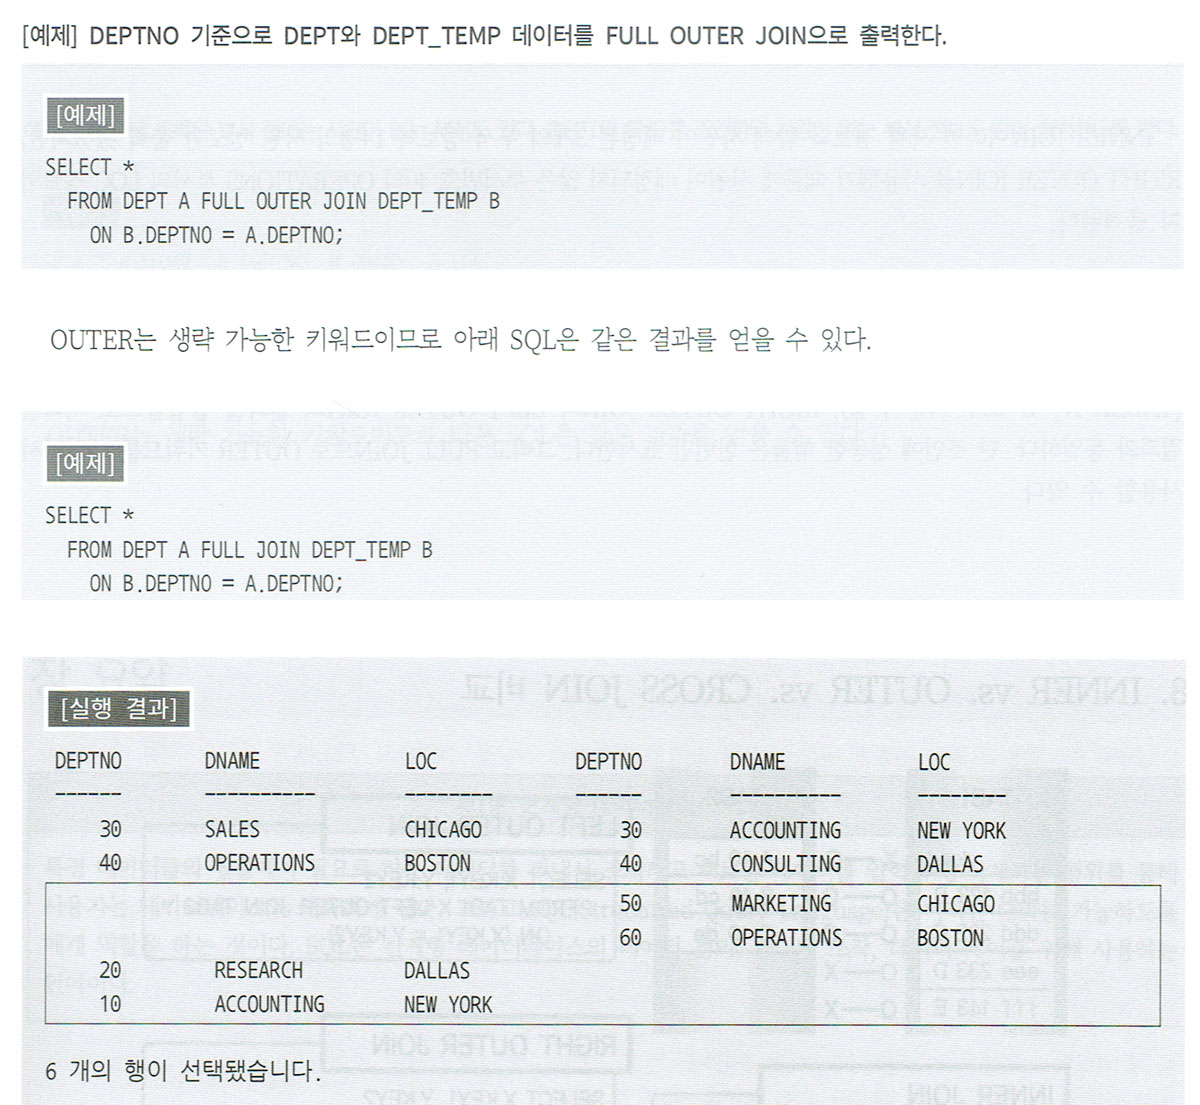 [예제] DEPTNO 기준으로 DEPT와 DEPT_TEMP 데이터를 FULL OUTER JOIN으로 출력한다.
[예제]
SELECT *
FROM DEPT A FULL OUTER JOIN DEPT_TEMP B
ON B.DEPTNO = A.DEPTNO;
OUTER는 생략 가능한 키워드이므로 아래 SQL은 같은 결과를 얻을 수 있다.
[예제]
SELECT *
FROM DEPT A FULL JOIN DEPT_TEMP B
ON B.DEPTNO = A.DEPTNO;
[실행 결과]
DEPTNO DNAME LOC DEPTNO DNAME LOC
------ ---------- -------- ------ ---------- --------
30 SALES CHICAGO 30 ACCOUNTING NEW YORK
40 OPERATIONS BOSTON 40 CONSULTING DALLAS
50 MARKETING CHICAGO
60 OPERATIONS BOSTON
20 RESEARCH DALLAS
10 ACCOUNTING NEW YORK
6 개의 행이 선택됐습니다.